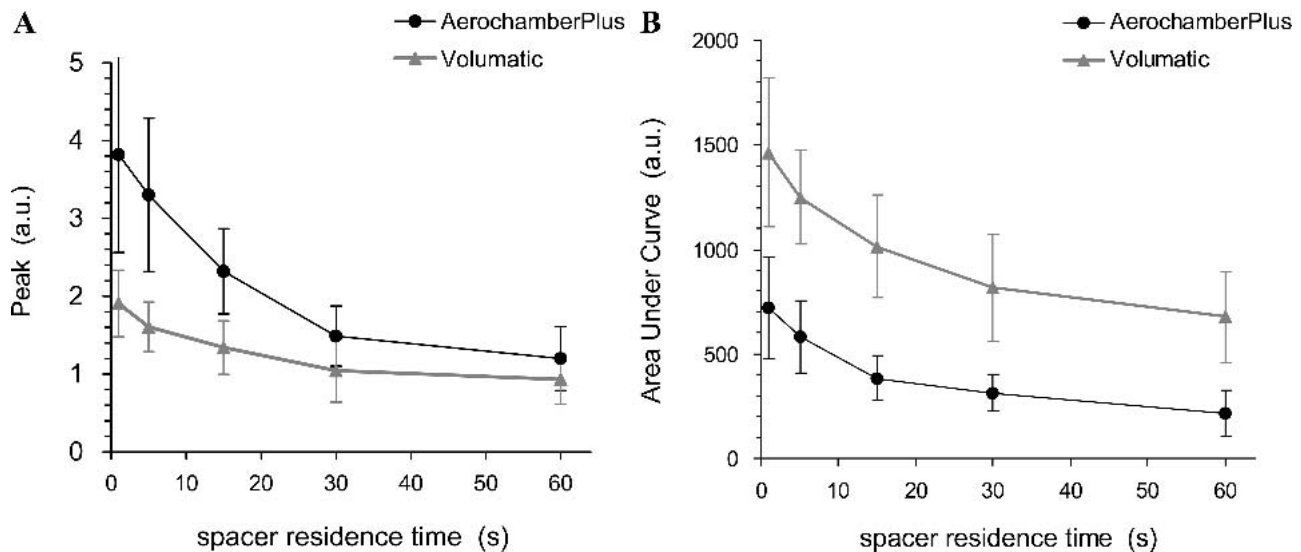 A
AerochamberPlus
Volumatic
5
4
3
2
1
0
Peak (a.u.)
0 10 20 30 40 50 60
spacer residence time (s)
B
AerochamberPlus
Volumatic
2000
1500
1000
500
0
Area Under Curve (a.u.)
0 10 20 30 40 50 60
spacer residence time (s)